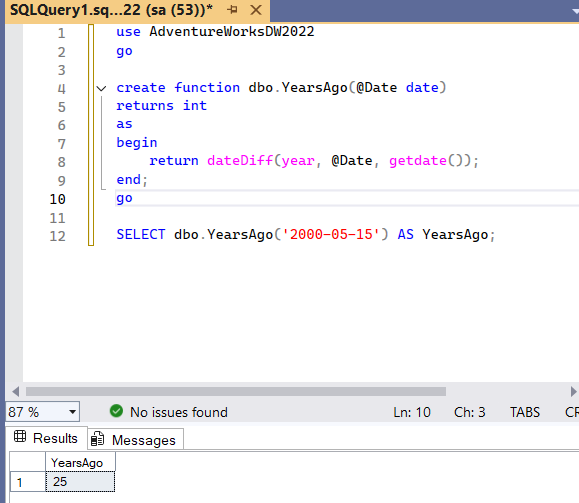 SQLQuery1.sq...22 (sa (53))*
1 use AdventureWorksDW2022
2 go
3
4 create function dbo.YearsAgo(@Date date)
5 returns int
6 as
7 begin
8 return dateDiff(year, @Date, getdate());
9 end;
10 go
11
12 SELECT dbo.YearsAgo('2000-05-15') AS YearsAgo;
87 % No issues found Ln: 10 Ch: 3 TABS CR
Results Messages
YearsAgo
1 25